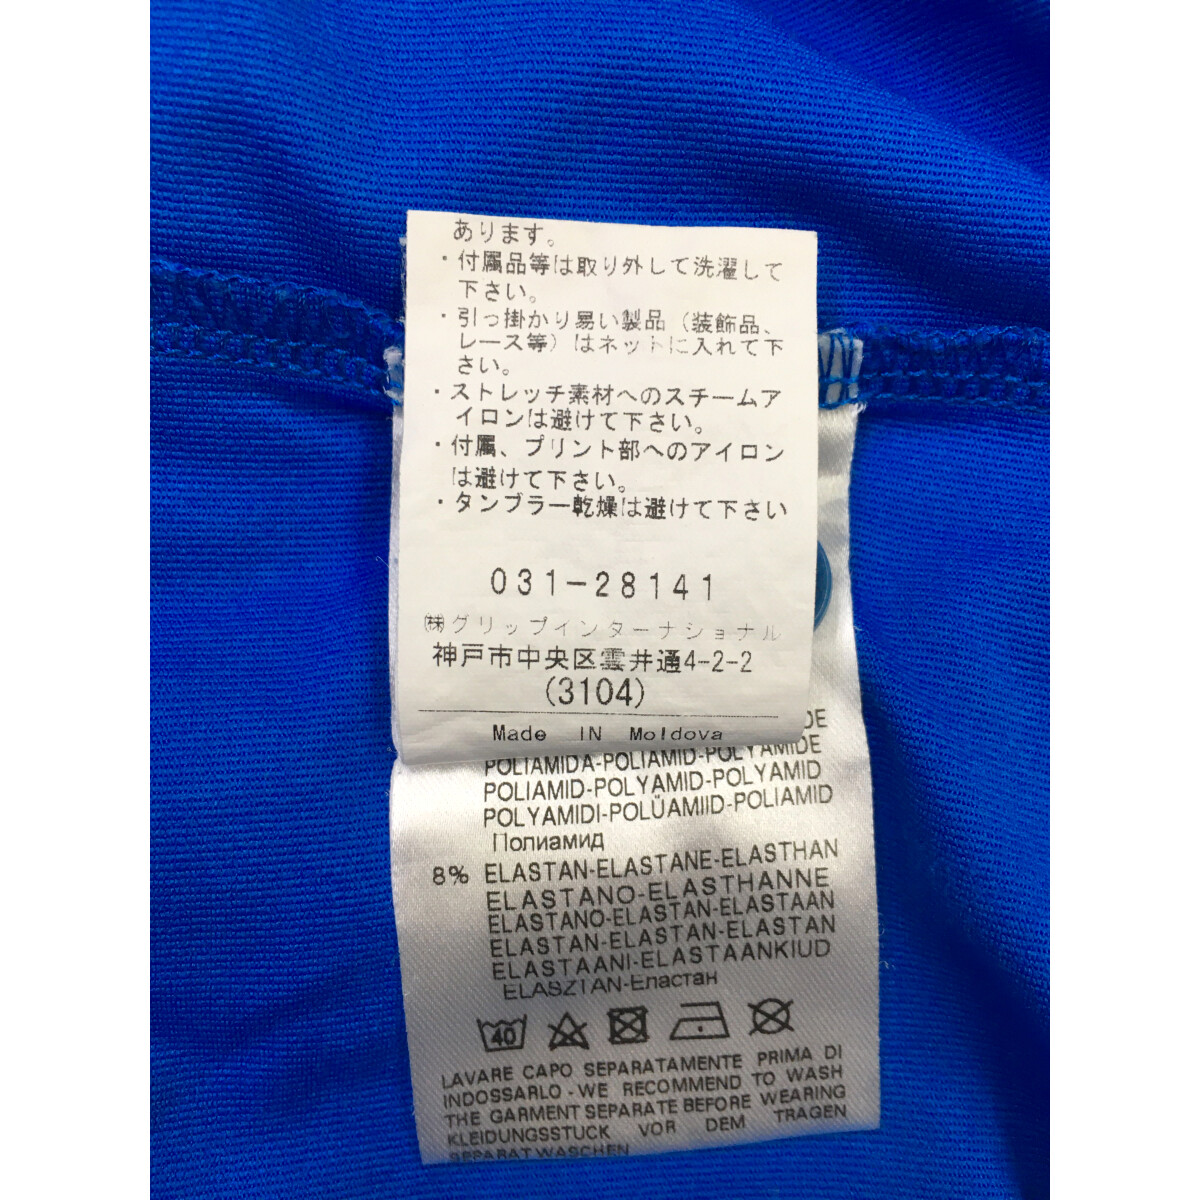 あります。
・付属品等は取り外して洗濯して
下さい。
・引っ掛かり易い製品（装飾品、
レース等）はネットに入れて下
さい。
・ストレッチ素材へのスチームア
イロンは避けて下さい。
・付属、プリント部へのアイロン
は避けて下さい。
・タンブラー乾燥は避けて下さい
031-28141
㈱グリップインターナショナル
神戸市中央区雲井通4-2-2
(3104)
Made IN Moldova
DE
POLIAMIDA-POLIAMID-POLYAMIDE
POLIAMID-POLYAMID-POLYAMID
POLYAMIDI-POLÜAMIID-POLIAMID
Полиамид
8% ELASTAN-ELASTANE-ELASTHAN
ELASTANO-ELASTHANNE
ELASTANO-ELASTAN-ELASTAAN
ELASTAN-ELASTAN-ELASTAN
ELASTAANI-ELASTAANKIUD
ELASZTAN-Еластан
40
LAVARE CAPO SEPARATAMENTE PRIMA DI
INDOSSARLO - WE RECOMMEND TO WASH
THE GARMENT SEPARATE BEFORE WEARING
KLEIDUNGSSTUCK VOR DEM TRAGEN
SEPARAT WASCHEN